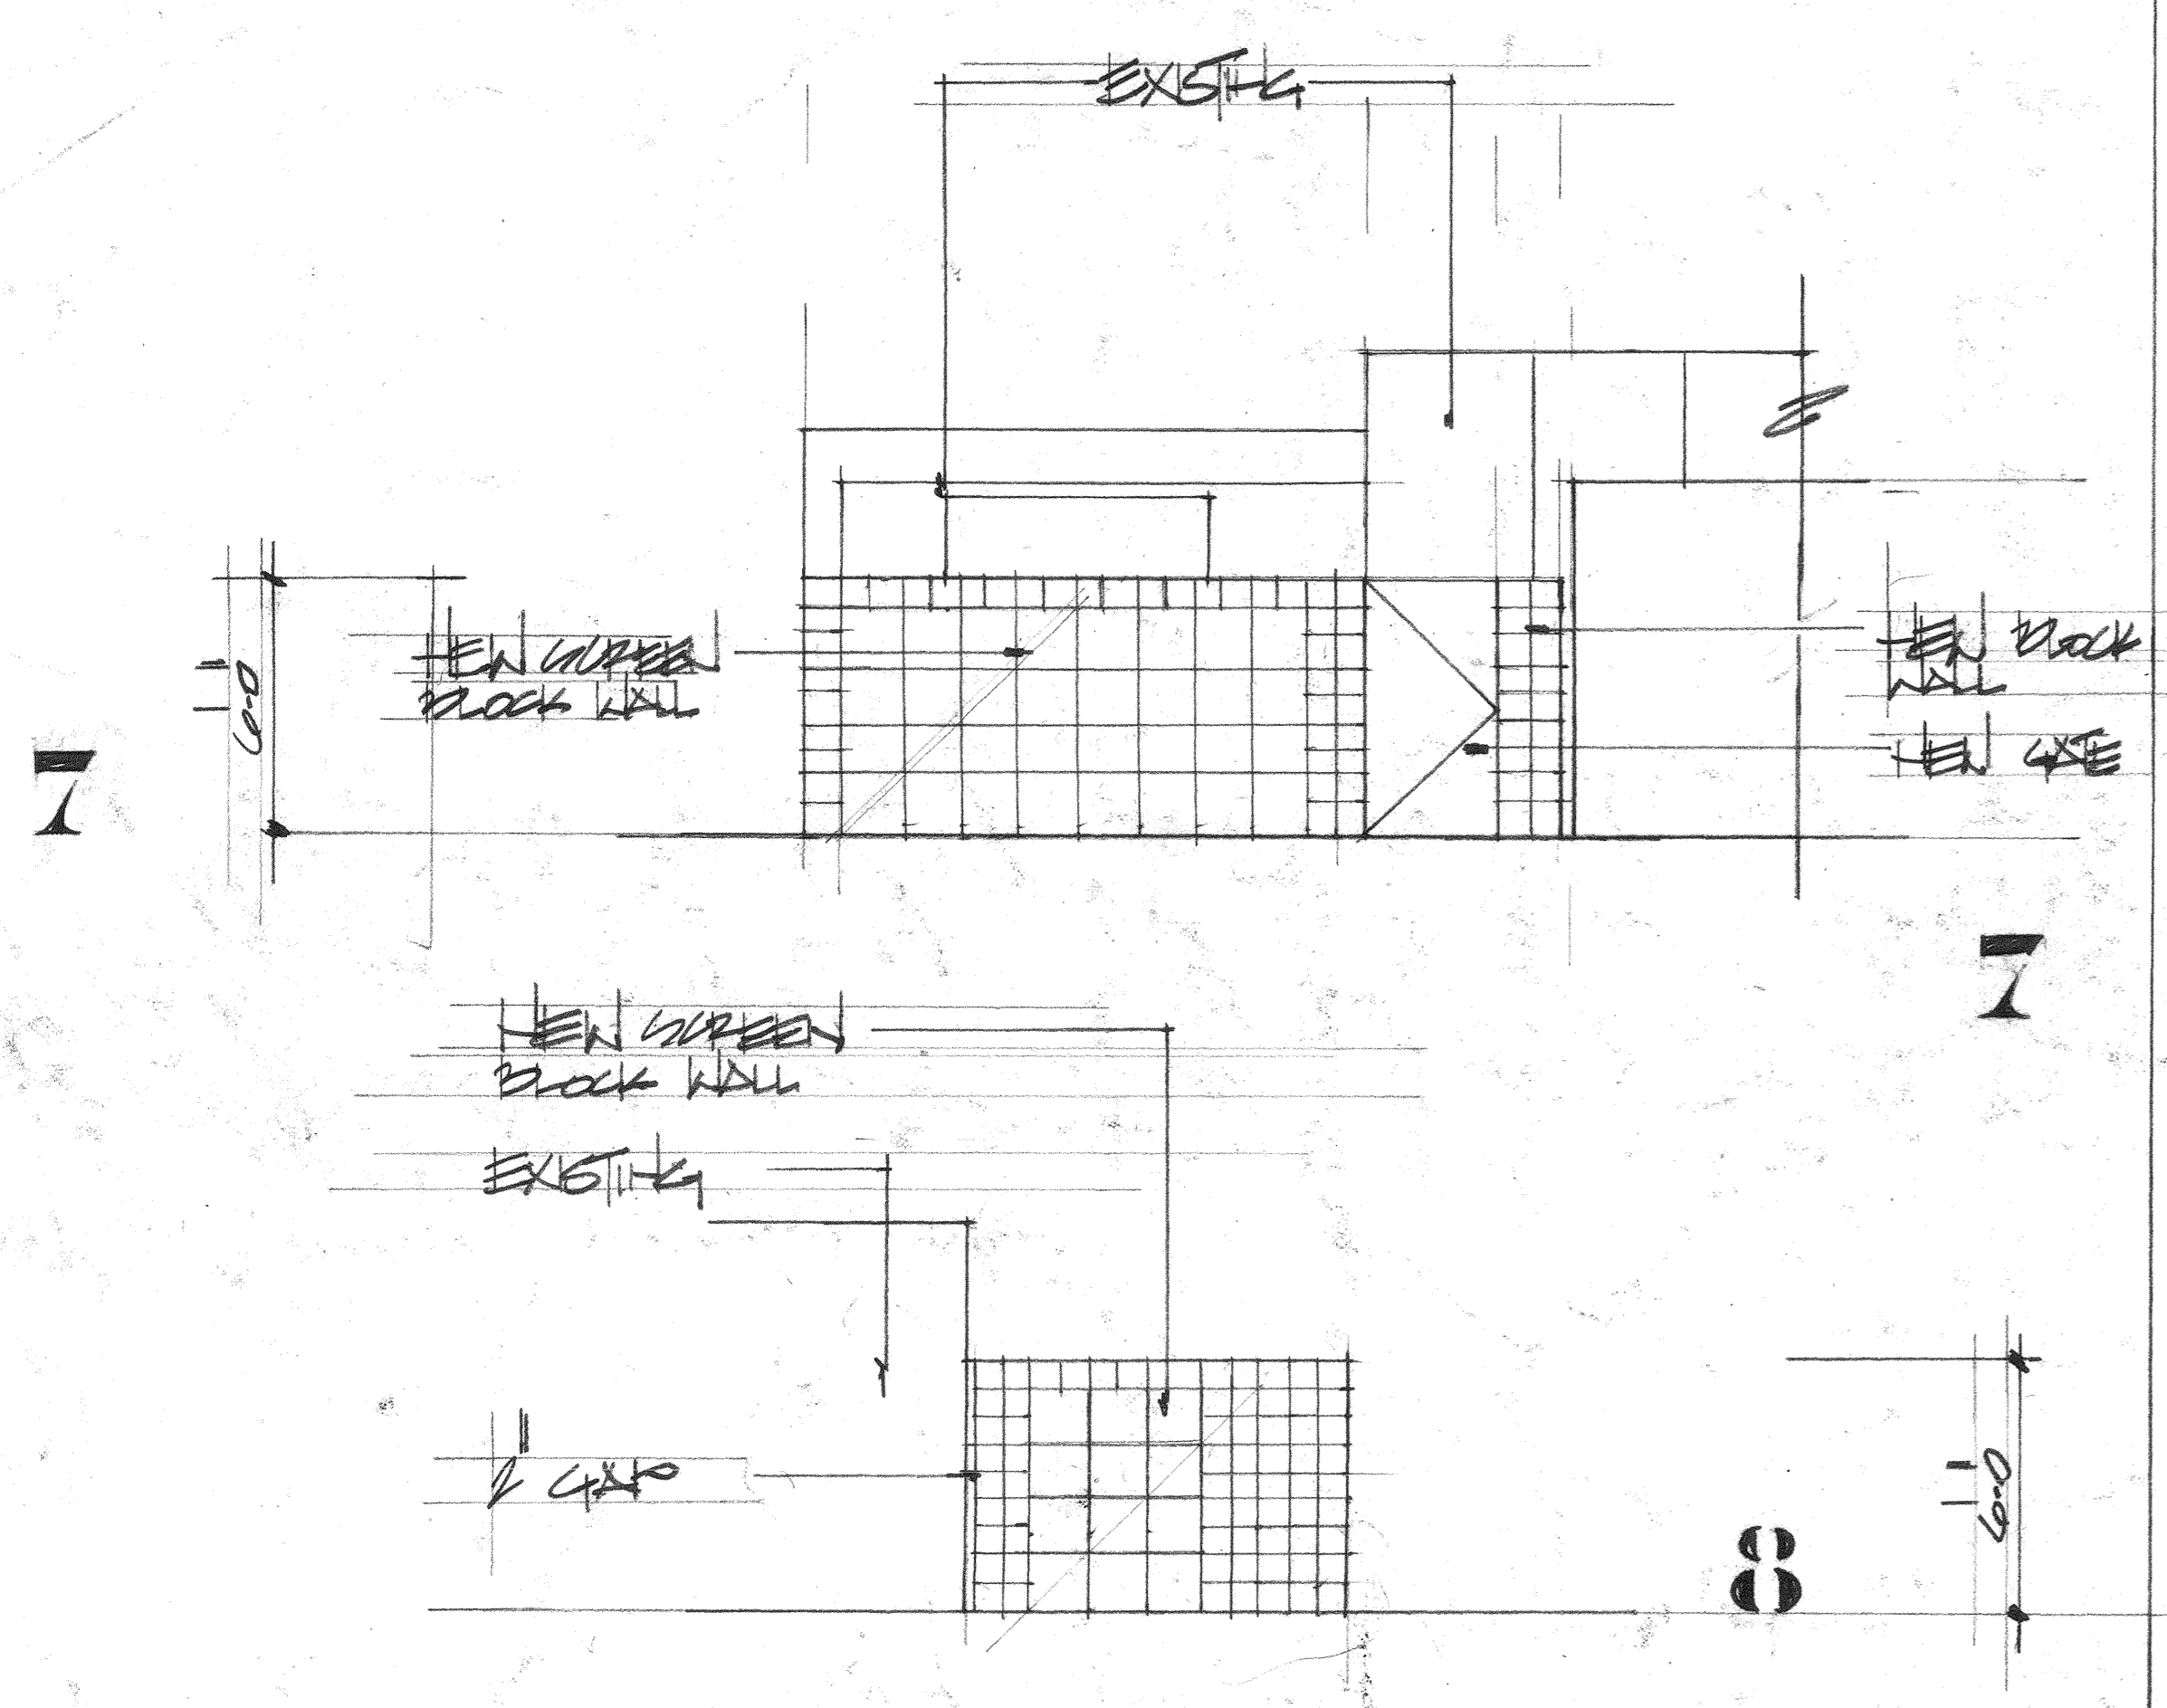 EXISTING
NEW SCREEN
BLOCK WALL
6-0"
NEW BLOCK
WALL
NEW GATE
7
7
NEW SCREEN
BLOCK WALL
EXISTING
2" GAP
8
6-0"